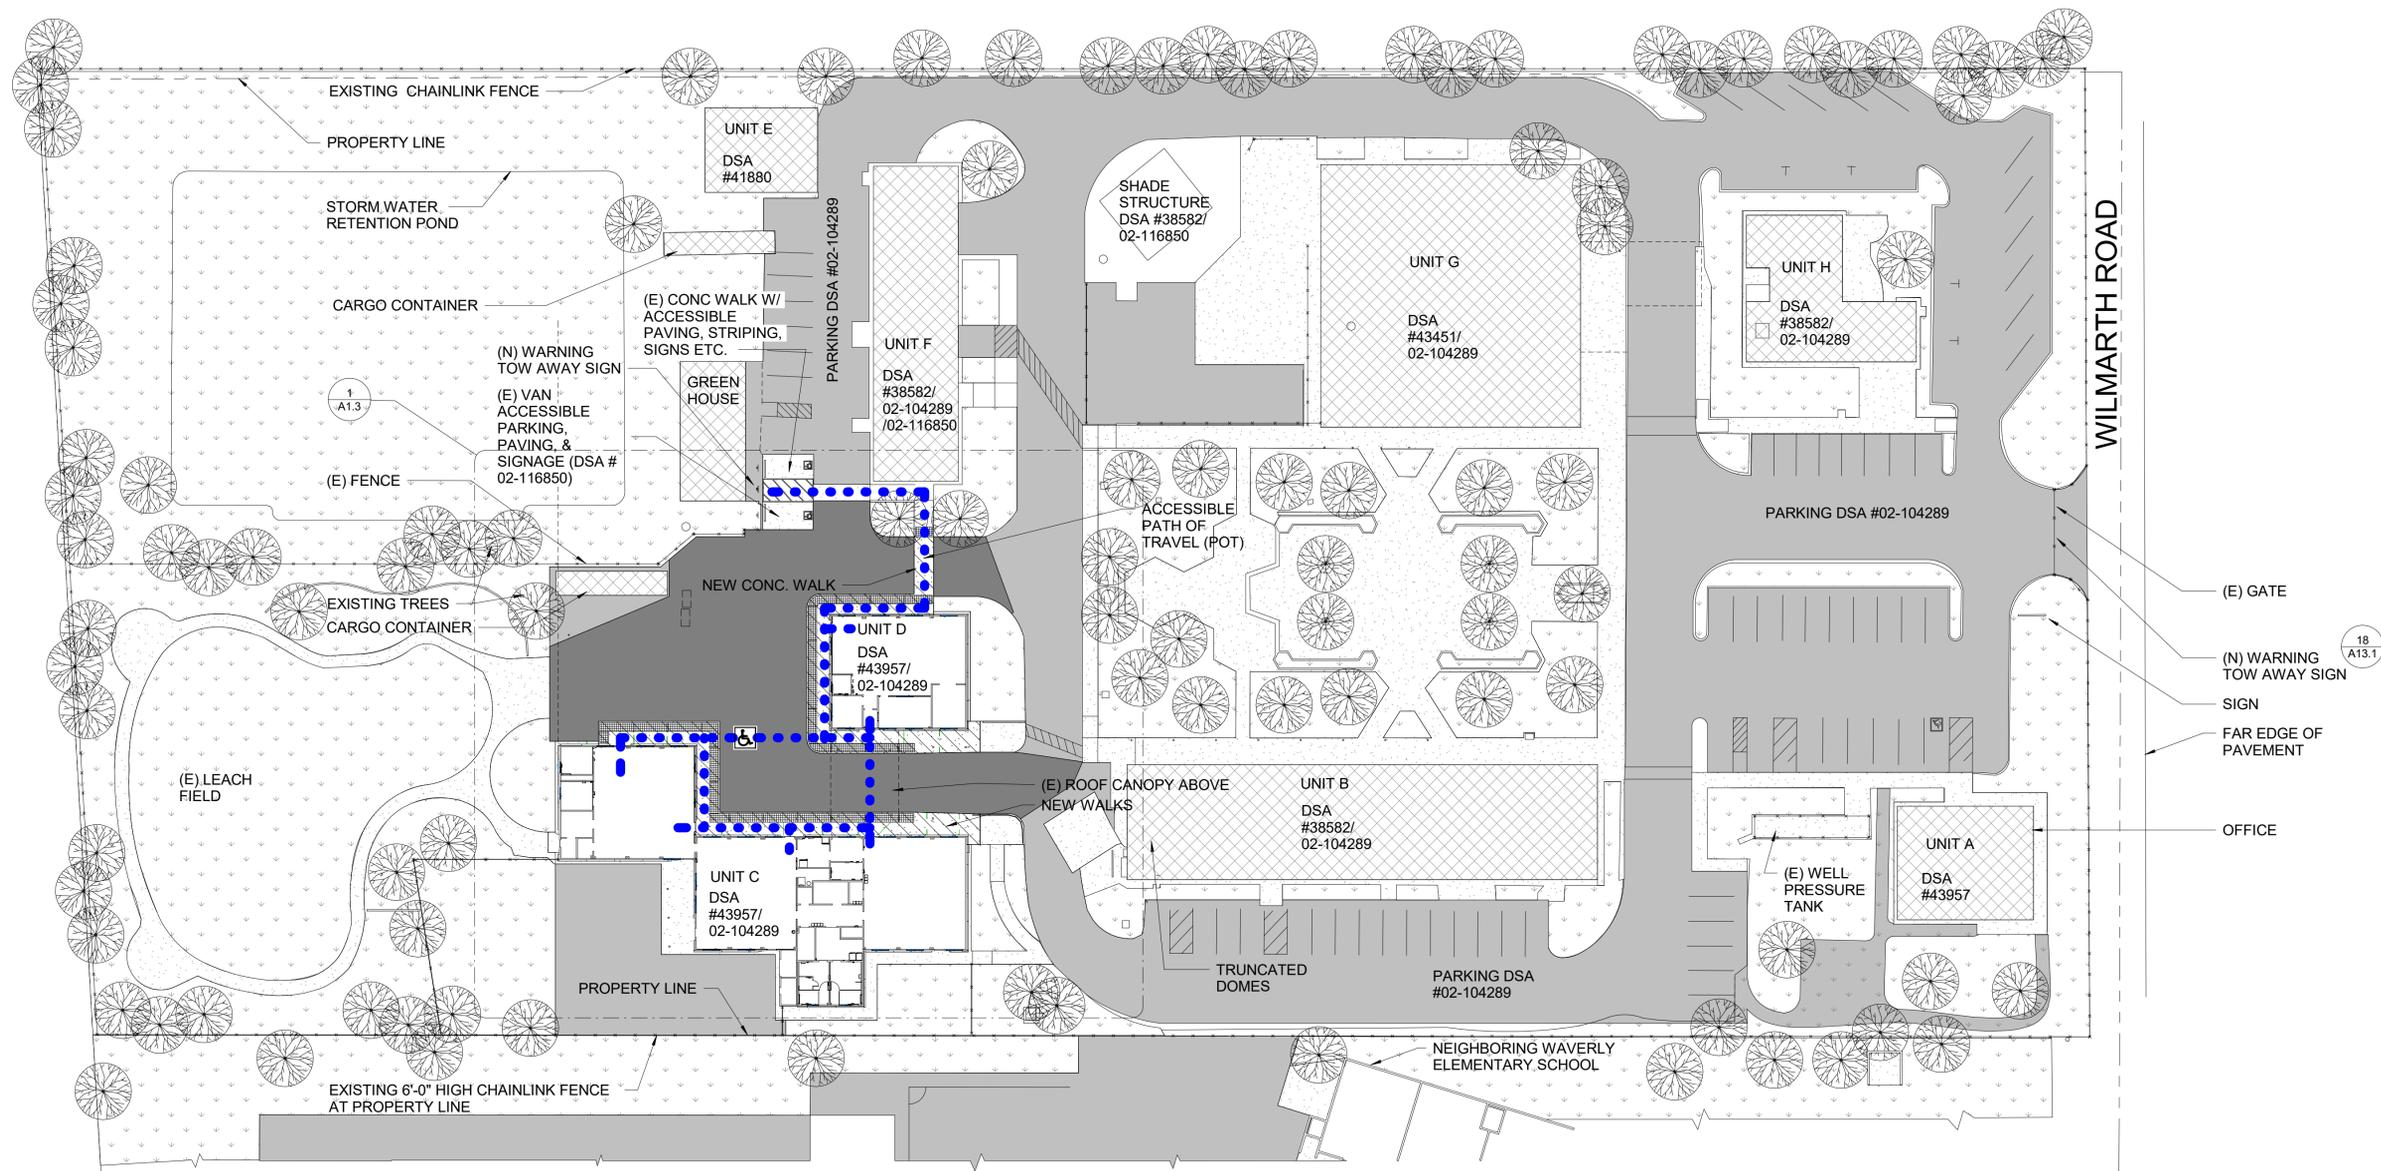 EXISTING  CHAINLINK FENCE
PROPERTY LINE
STORM WATER
RETENTION POND
CARGO CONTAINER
UNIT E
DSA
#41880
PARKING DSA #02-104289
(E) CONC WALK W/
ACCESSIBLE
PAVING, STRIPING,
SIGNS ETC.
(N) WARNING
TOW AWAY SIGN
1
A1.3
(E) VAN
ACCESSIBLE
PARKING,
PAVING, &
SIGNAGE (DSA #
02-116850)
(E) FENCE
GREEN
HOUSE
UNIT F
DSA
#38582/
02-104289
/02-116850
SHADE
STRUCTURE
DSA #38582/
02-116850
UNIT G
DSA
#43451/
02-104289
UNIT H
DSA
#38582/
02-104289
WILMARTH ROAD
ACCESSIBLE
PATH OF
TRAVEL (POT)
PARKING DSA #02-104289
NEW CONC. WALK
EXISTING TREES
CARGO CONTAINER
UNIT D
DSA
#43957/
02-104289
(E) GATE
(N) WARNING
TOW AWAY SIGN
18
A13.1
SIGN
FAR EDGE OF
PAVEMENT
(E) LEACH
FIELD
(E) ROOF CANOPY ABOVE
NEW WALKS
UNIT B
DSA
#38582/
02-104289
OFFICE
UNIT A
DSA
#43957
(E) WELL
PRESSURE
TANK
UNIT C
DSA
#43957/
02-104289
TRUNCATED
DOMES
PARKING DSA
#02-104289
PROPERTY LINE
NEIGHBORING WAVERLY
ELEMENTARY SCHOOL
EXISTING 6'-0" HIGH CHAINLINK FENCE
AT PROPERTY LINE